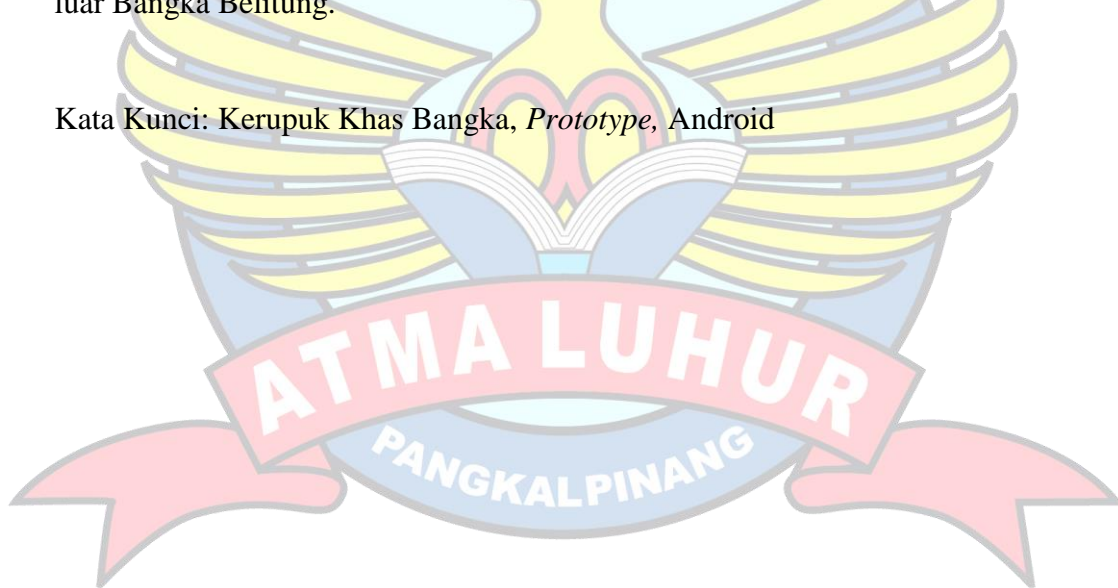 luar Bangka Belitung.
Kata Kunci: Kerupuk Khas Bangka, Prototype, Android
ATMA LUHUR
PANGKALPINANG